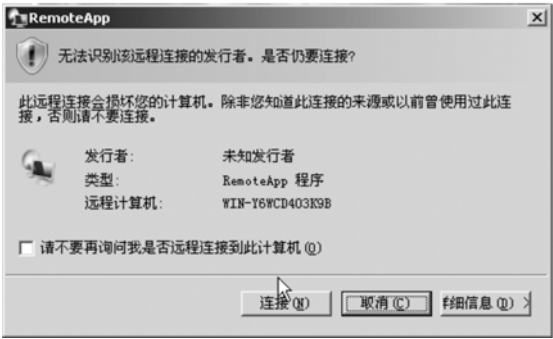 RemoteApp
无法识别该远程连接的发行者。是否仍要连接?
此远程连接会损坏您的计算机。除非您知道此连接的来源或以前曾使用过此连
接，否则请不要连接。
发行者: 未知发行者
类型: RemoteApp 程序
远程计算机: WIN-Y6WCD403K9B
请不要再询问我是否远程连接到此计算机(O)
连接(N) 取消(C) 详细信息(D) >